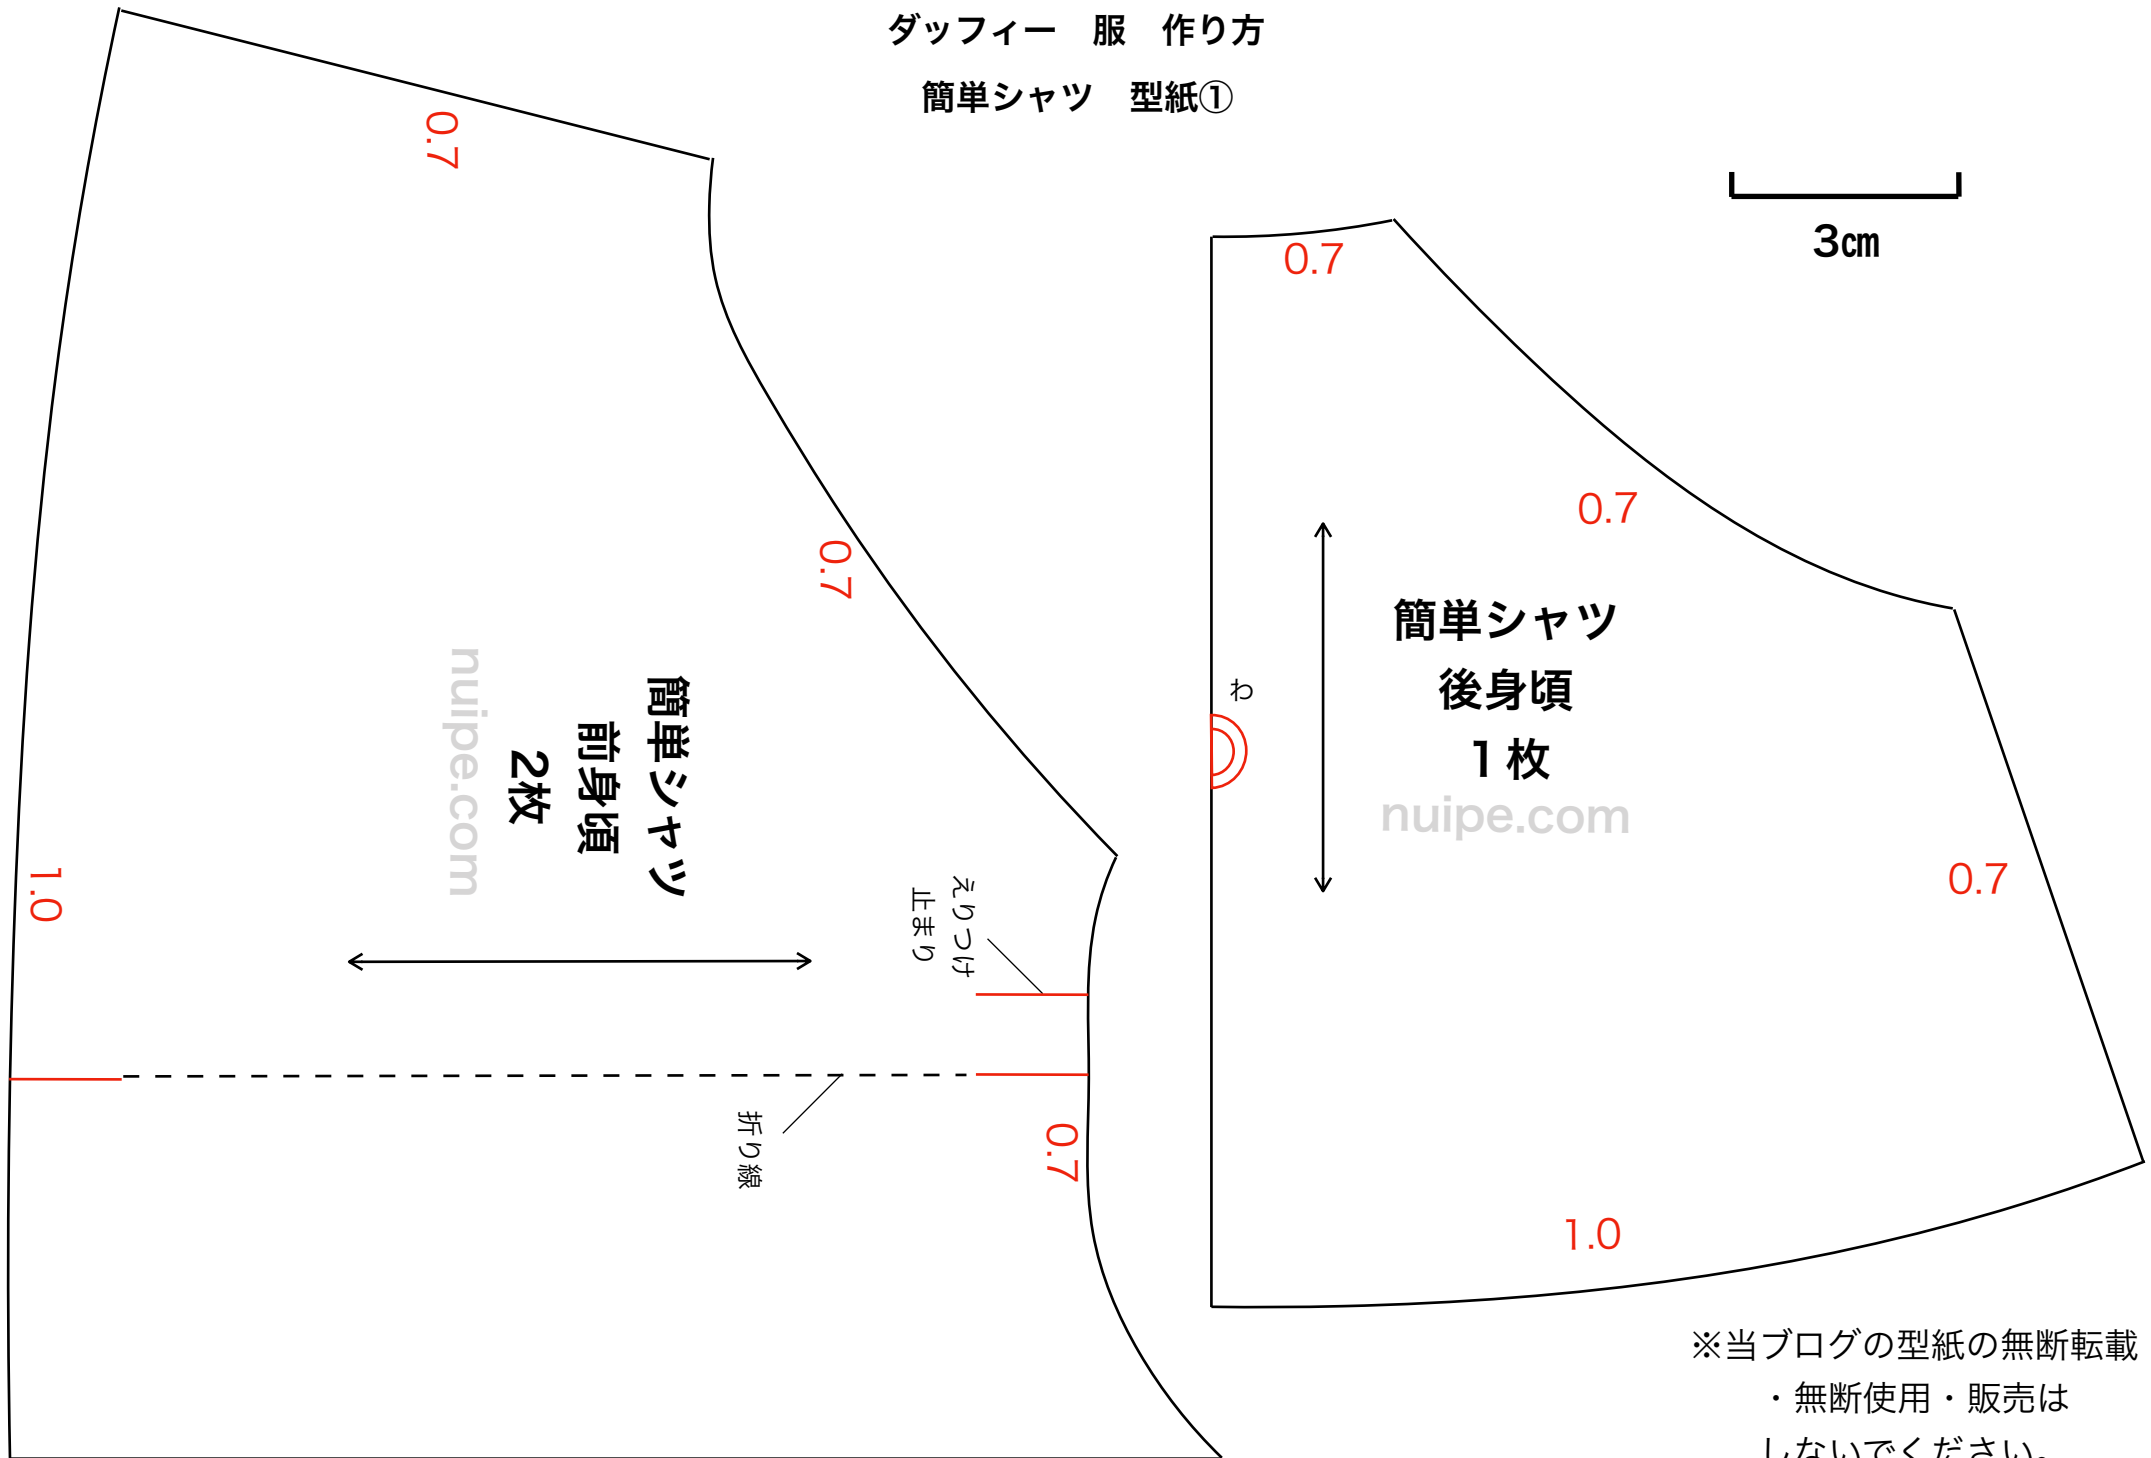 ダッフィー　服　作り方
簡単シャツ　型紙①
3㎝
0.7
0.7
1.0
0.7
簡単シャツ
前身頃
2枚
nuipe.com
えりつけ
止まり
折り線
0.7
0.7
わ
簡単シャツ
後身頃
1枚
nuipe.com
0.7
1.0
※当ブログの型紙の無断転載
・無断使用・販売は
しないでください。